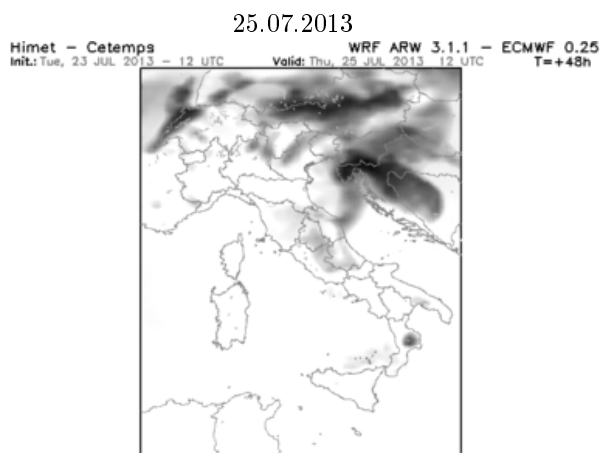 25.07.2013
Himet – Cetemps WRF ARW 3.1.1 – ECMWF 0.25
Init.: Tue, 23 JUL 2013 – 12 UTC Valid: Thu, 25 JUL 2013 12 UTC T=+48h